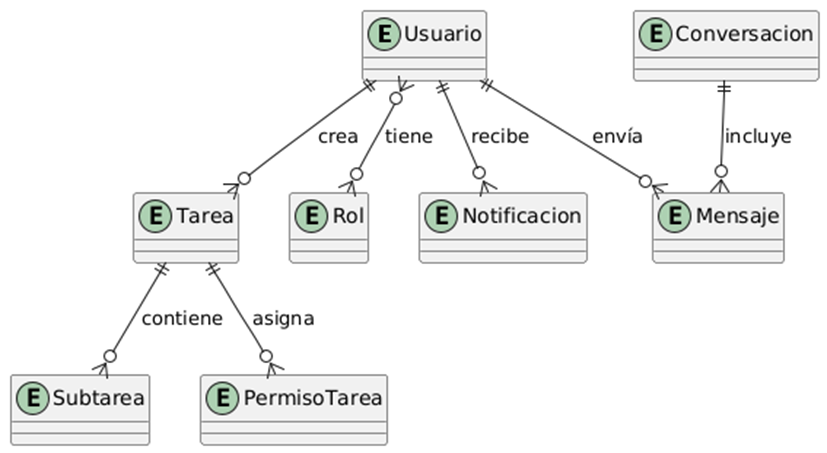 E Usuario
E Conversacion
crea
tiene
recibe
envía
incluye
E Tarea
E Rol
E Notificacion
E Mensaje
contiene
asigna
E Subtarea
E PermisoTarea